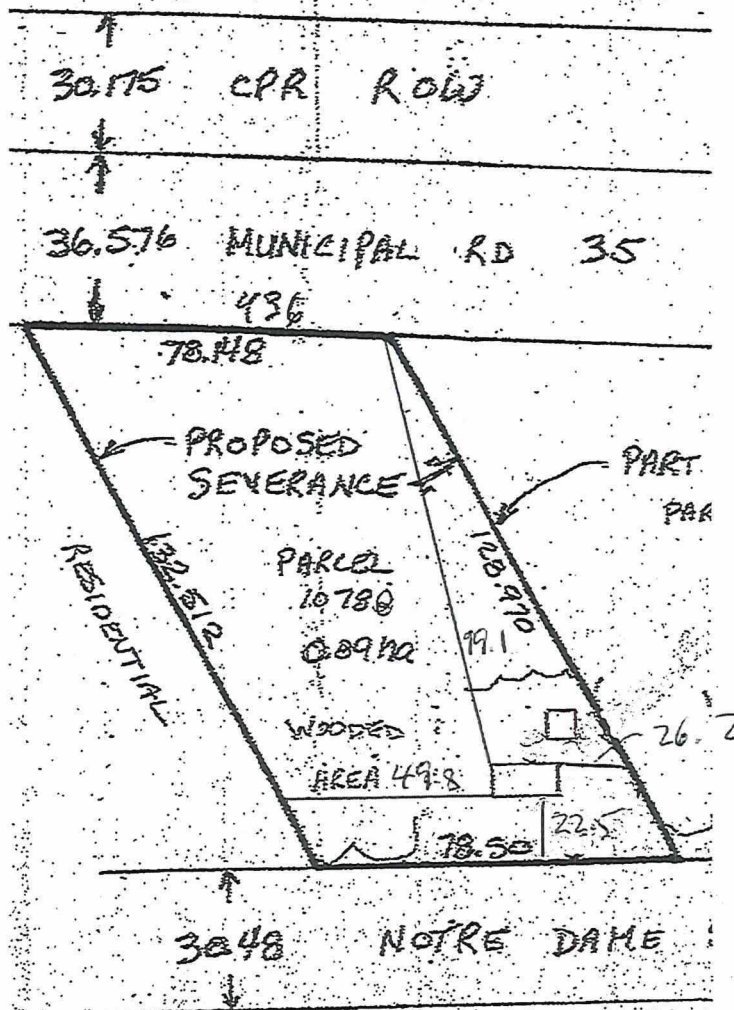 30.175 CPR ROW
36.576 MUNICIPAL RD 35
436
78.148
PROPOSED
SEVERANCE
PART
PAR
RESIDENTIAL
132.512
128.970
PARCEL
10788
0.89 ha
99.1
WOODED
AREA 49.8
26.2
22.5
78.50
30.48 NOTRE DAME